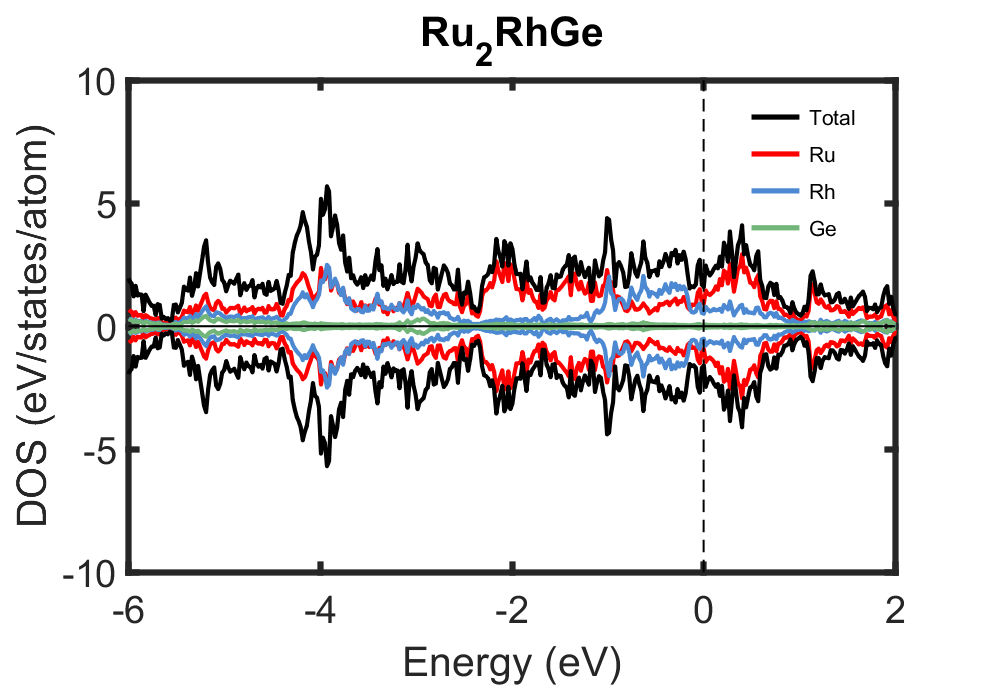 Ru2RhGe
10
5
0
-5
-10
DOS (eV/states/atom)
Total
Ru
Rh
Ge
-6
-4
-2
0
2
Energy (eV)